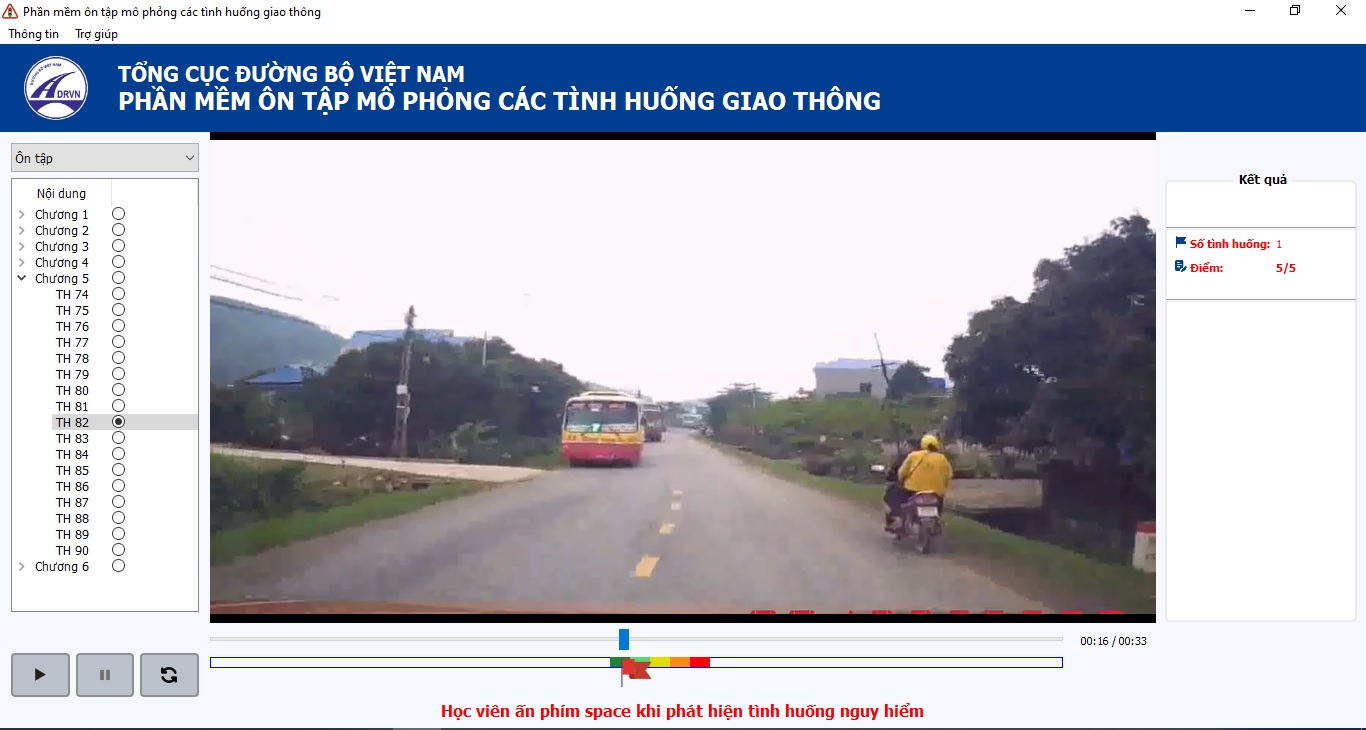 Phần mềm ôn tập mô phỏng các tình huống giao thông
Thông tin Trợ giúp
ĐƯỜNG BỘ VIỆT NAM
DRVN
TỔNG CỤC ĐƯỜNG BỘ VIỆT NAM
PHẦN MỀM ÔN TẬP MÔ PHỎNG CÁC TÌNH HUỐNG GIAO THÔNG
Ôn tập
Nội dung
Chương 1
Chương 2
Chương 3
Chương 4
Chương 5
TH 74
TH 75
TH 76
TH 77
TH 78
TH 79
TH 80
TH 81
TH 82
TH 83
TH 84
TH 85
TH 86
TH 87
TH 88
TH 89
TH 90
Chương 6
Kết quả
Số tình huống: 1
Điểm: 5/5
00:16 / 00:33
Học viên ấn phím space khi phát hiện tình huống nguy hiểm